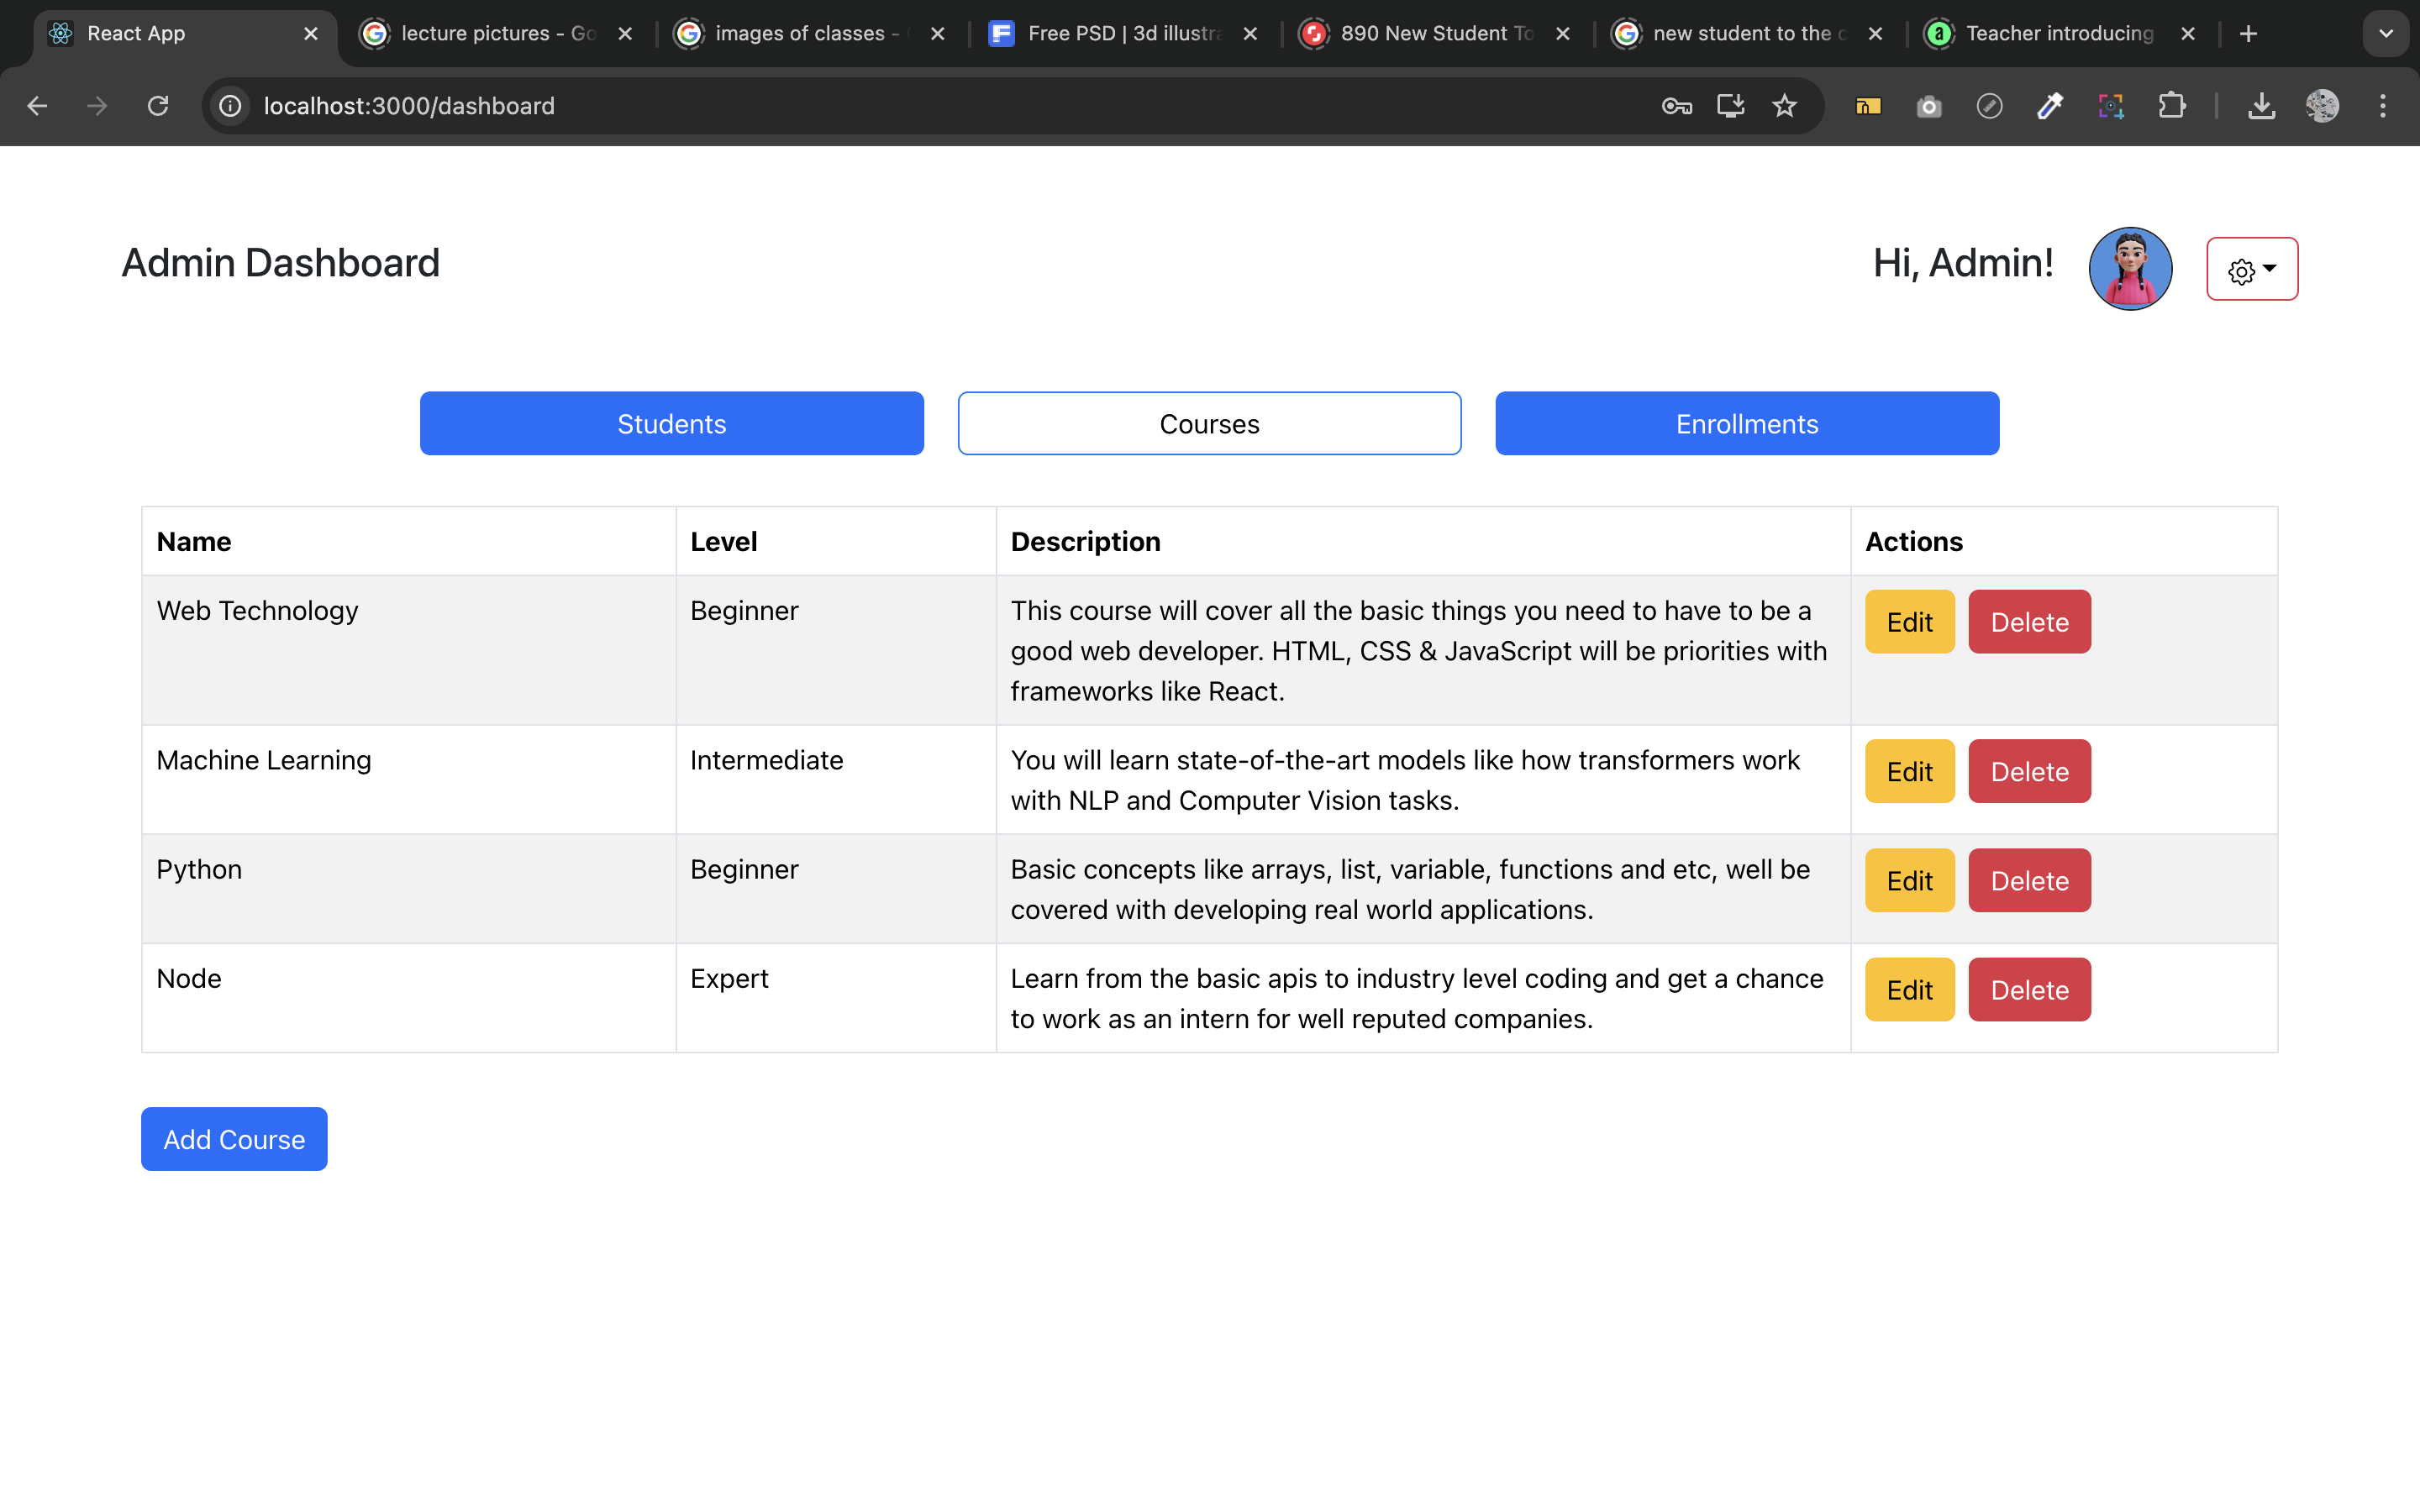 React App
lecture pictures - Go
images of classes -
Free PSD | 3d illustra
890 New Student To
new student to the c
Teacher introducing
localhost:3000/dashboard
Admin Dashboard
Hi, Admin!
Students
Courses
Enrollments
Name Level Description Actions
Web Technology Beginner This course will cover all the basic things you need to have to be a Edit Delete
good web developer. HTML, CSS & JavaScript will be priorities with
frameworks like React.
Machine Learning Intermediate You will learn state-of-the-art models like how transformers work Edit Delete
with NLP and Computer Vision tasks.
Python Beginner Basic concepts like arrays, list, variable, functions and etc, well be Edit Delete
covered with developing real world applications.
Node Expert Learn from the basic apis to industry level coding and get a chance Edit Delete
to work as an intern for well reputed companies.
Add Course